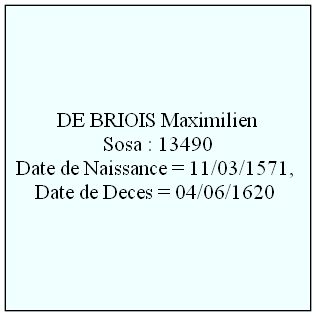 DE BRIOIS Maximilien
Sosa : 13490
Date de Naissance = 11/03/1571,
Date de Deces = 04/06/1620